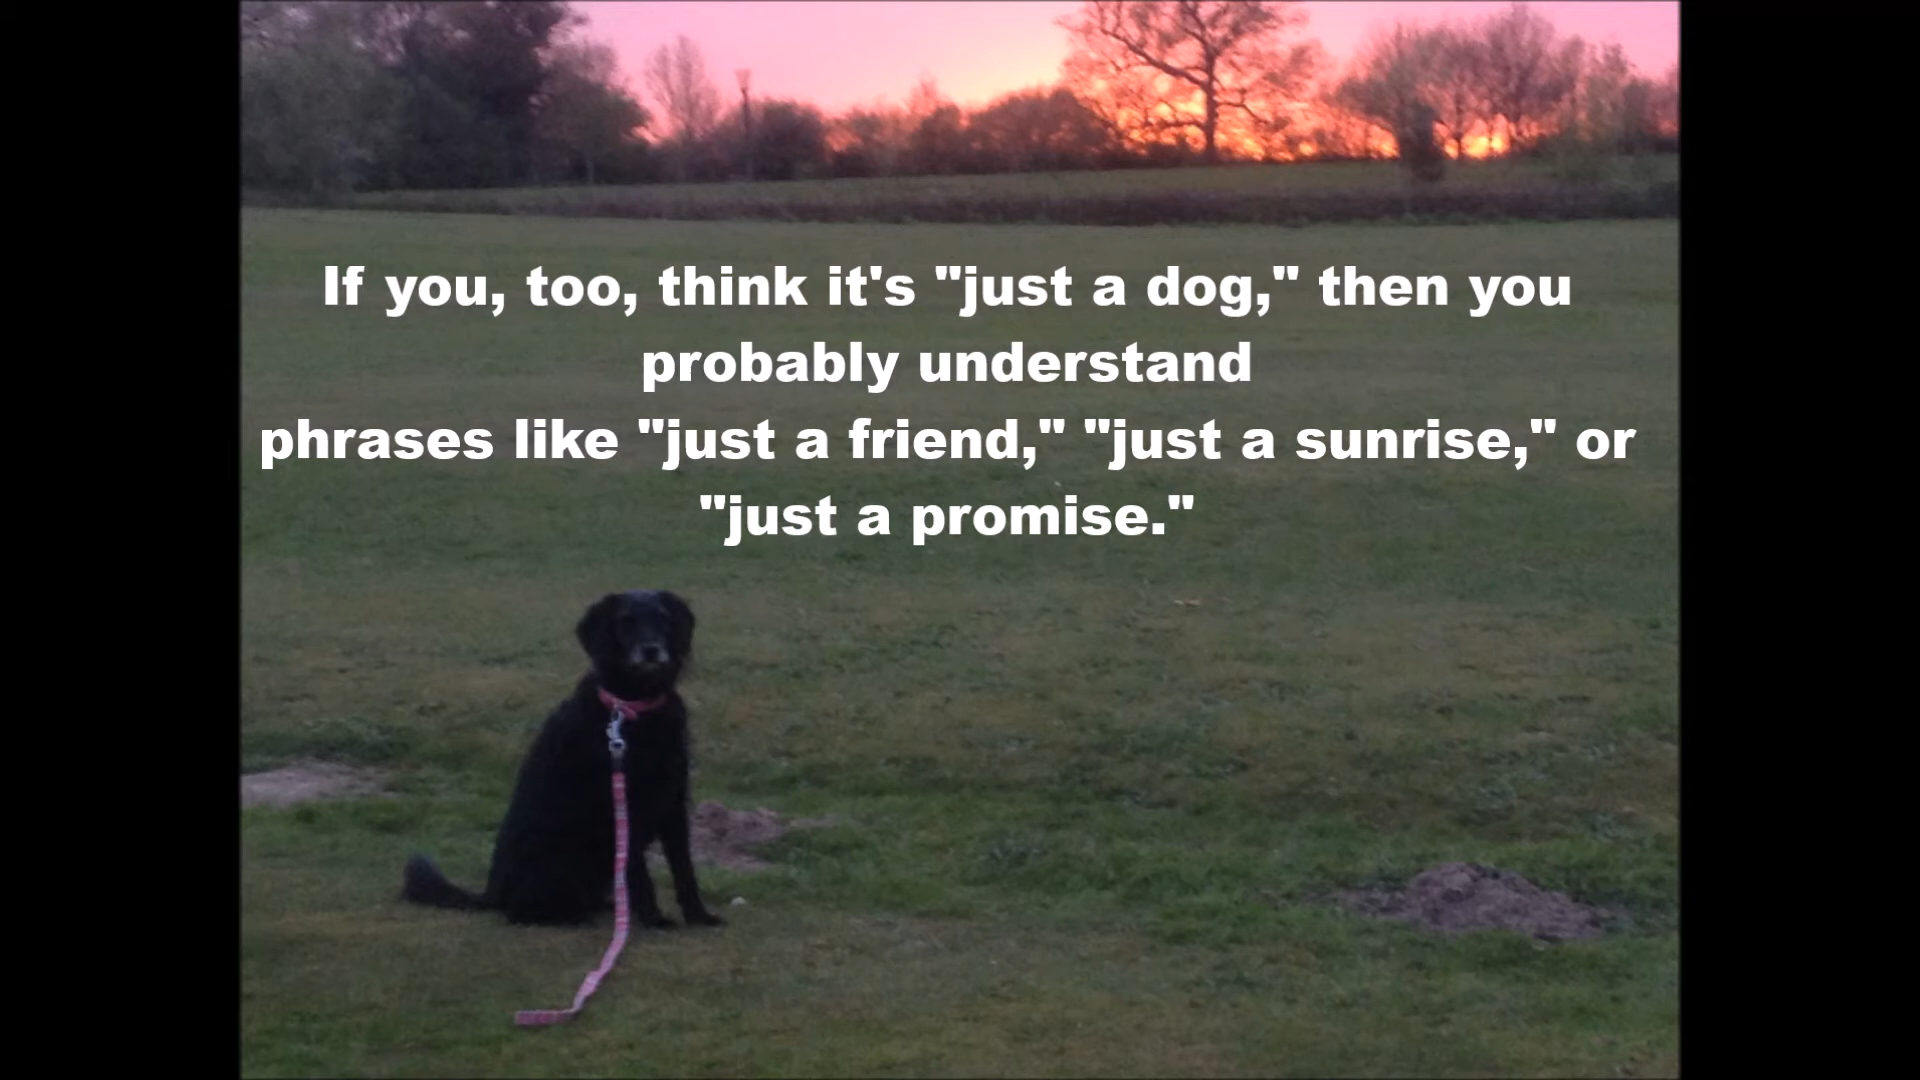 If you, too, think it's "just a dog," then you
probably understand
phrases like "just a friend," "just a sunrise," or
"just a promise."